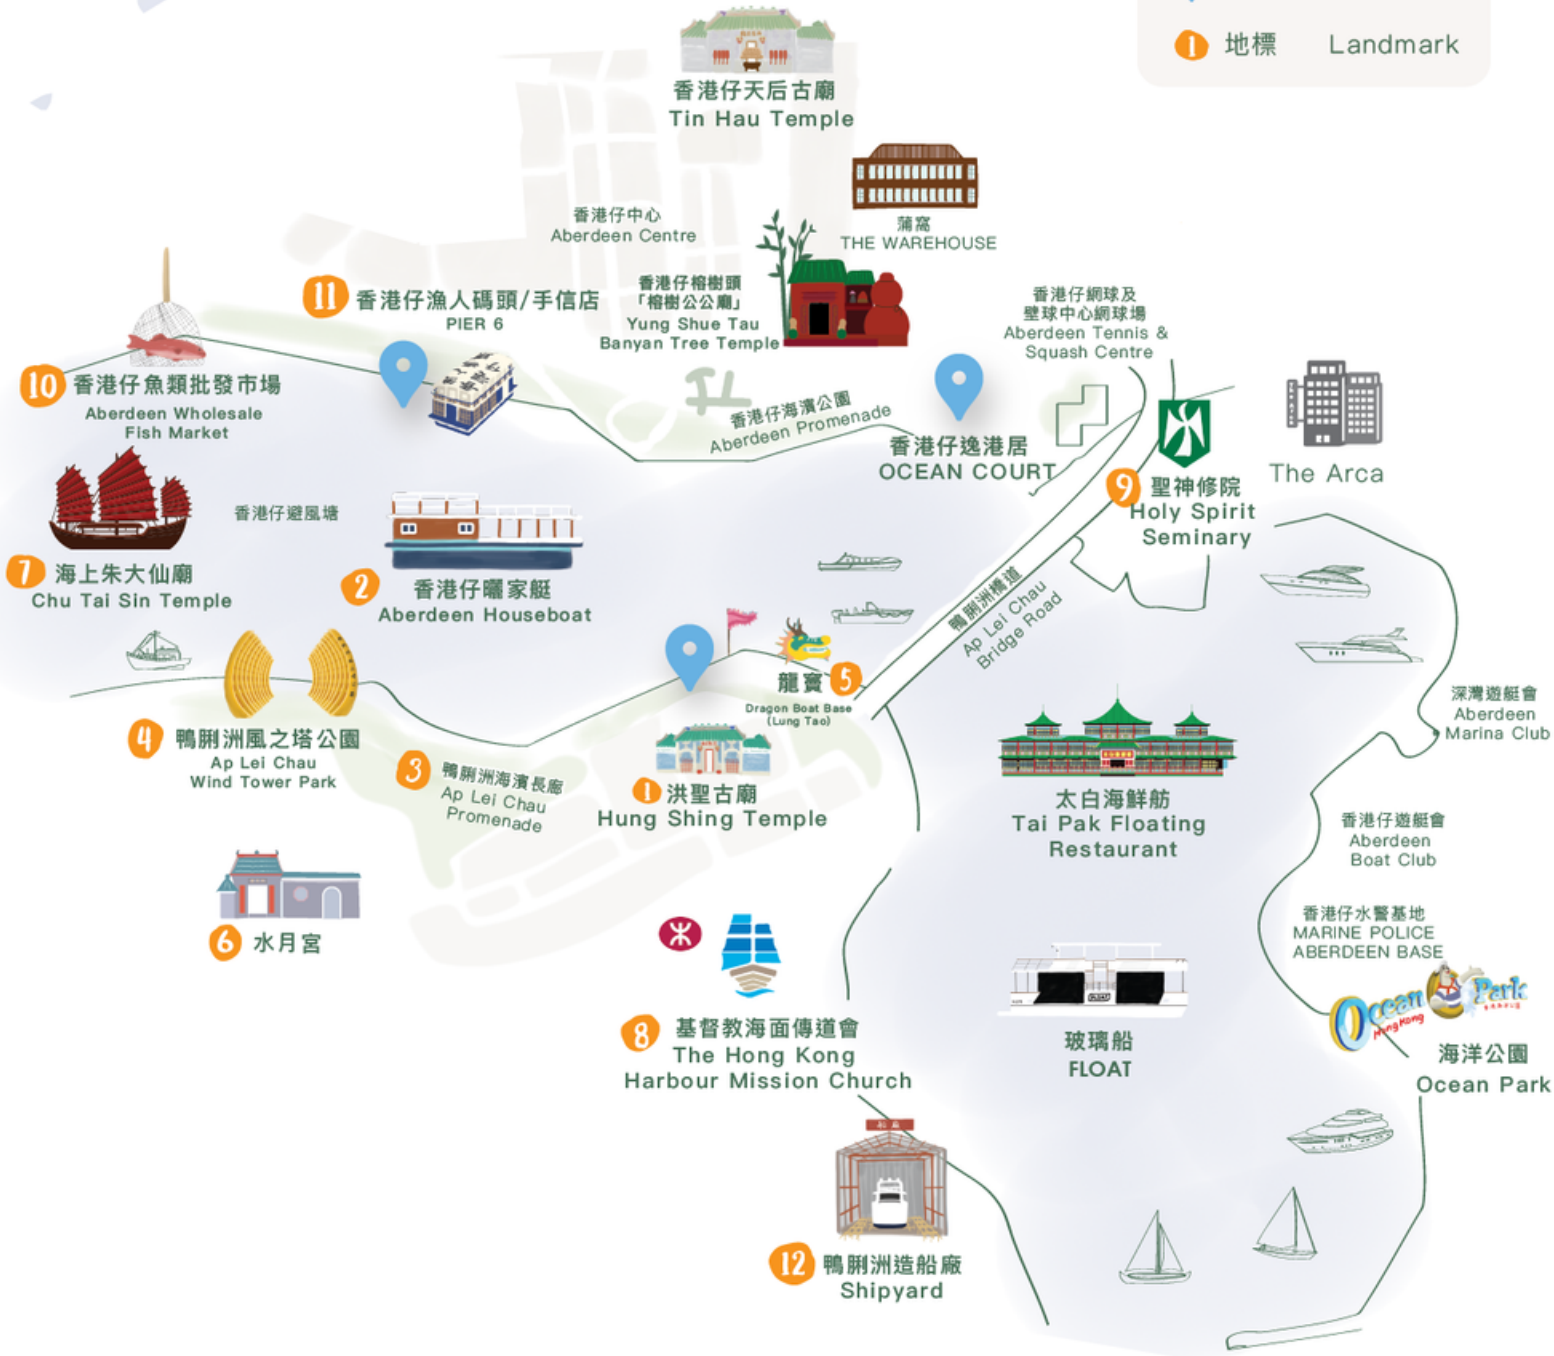 1 地標 Landmark
香港仔天后古廟
Tin Hau Temple
蒲窩
THE WAREHOUSE
香港仔中心
Aberdeen Centre
11 香港仔漁人碼頭/手信店
PIER 6
香港仔榕樹頭
「榕樹公公廟」
Yung Shue Tau
Banyan Tree Temple
香港仔網球及
壁球中心網球場
Aberdeen Tennis &
Squash Centre
10 香港仔魚類批發市場
Aberdeen Wholesale
Fish Market
香港仔海濱公園
Aberdeen Promenade
香港仔逸港居
OCEAN COURT
9 聖神修院
Holy Spirit
Seminary
The Arca
香港仔避風塘
7 海上朱大仙廟
Chu Tai Sin Temple
2 香港仔曬家艇
Aberdeen Houseboat
鴨脷洲橋道
Ap Lei Chau
Bridge Road
龍寶 5
Dragon Boat Base
(Lung Tao)
4 鴨脷洲風之塔公園
Ap Lei Chau
Wind Tower Park
3 鴨脷洲海濱長廊
Ap Lei Chau
Promenade
1 洪聖古廟
Hung Shing Temple
太白海鮮舫
Tai Pak Floating
Restaurant
深灣遊艇會
Aberdeen
Marina Club
香港仔遊艇會
Aberdeen
Boat Club
香港仔水警基地
MARINE POLICE
ABERDEEN BASE
6 水月宮
8 基督教海面傳道會
The Hong Kong
Harbour Mission Church
FLOAT
玻璃船
FLOAT
Ocean Park
Hong Kong
海洋公園
Ocean Park
船廠
12 鴨脷洲造船廠
Shipyard